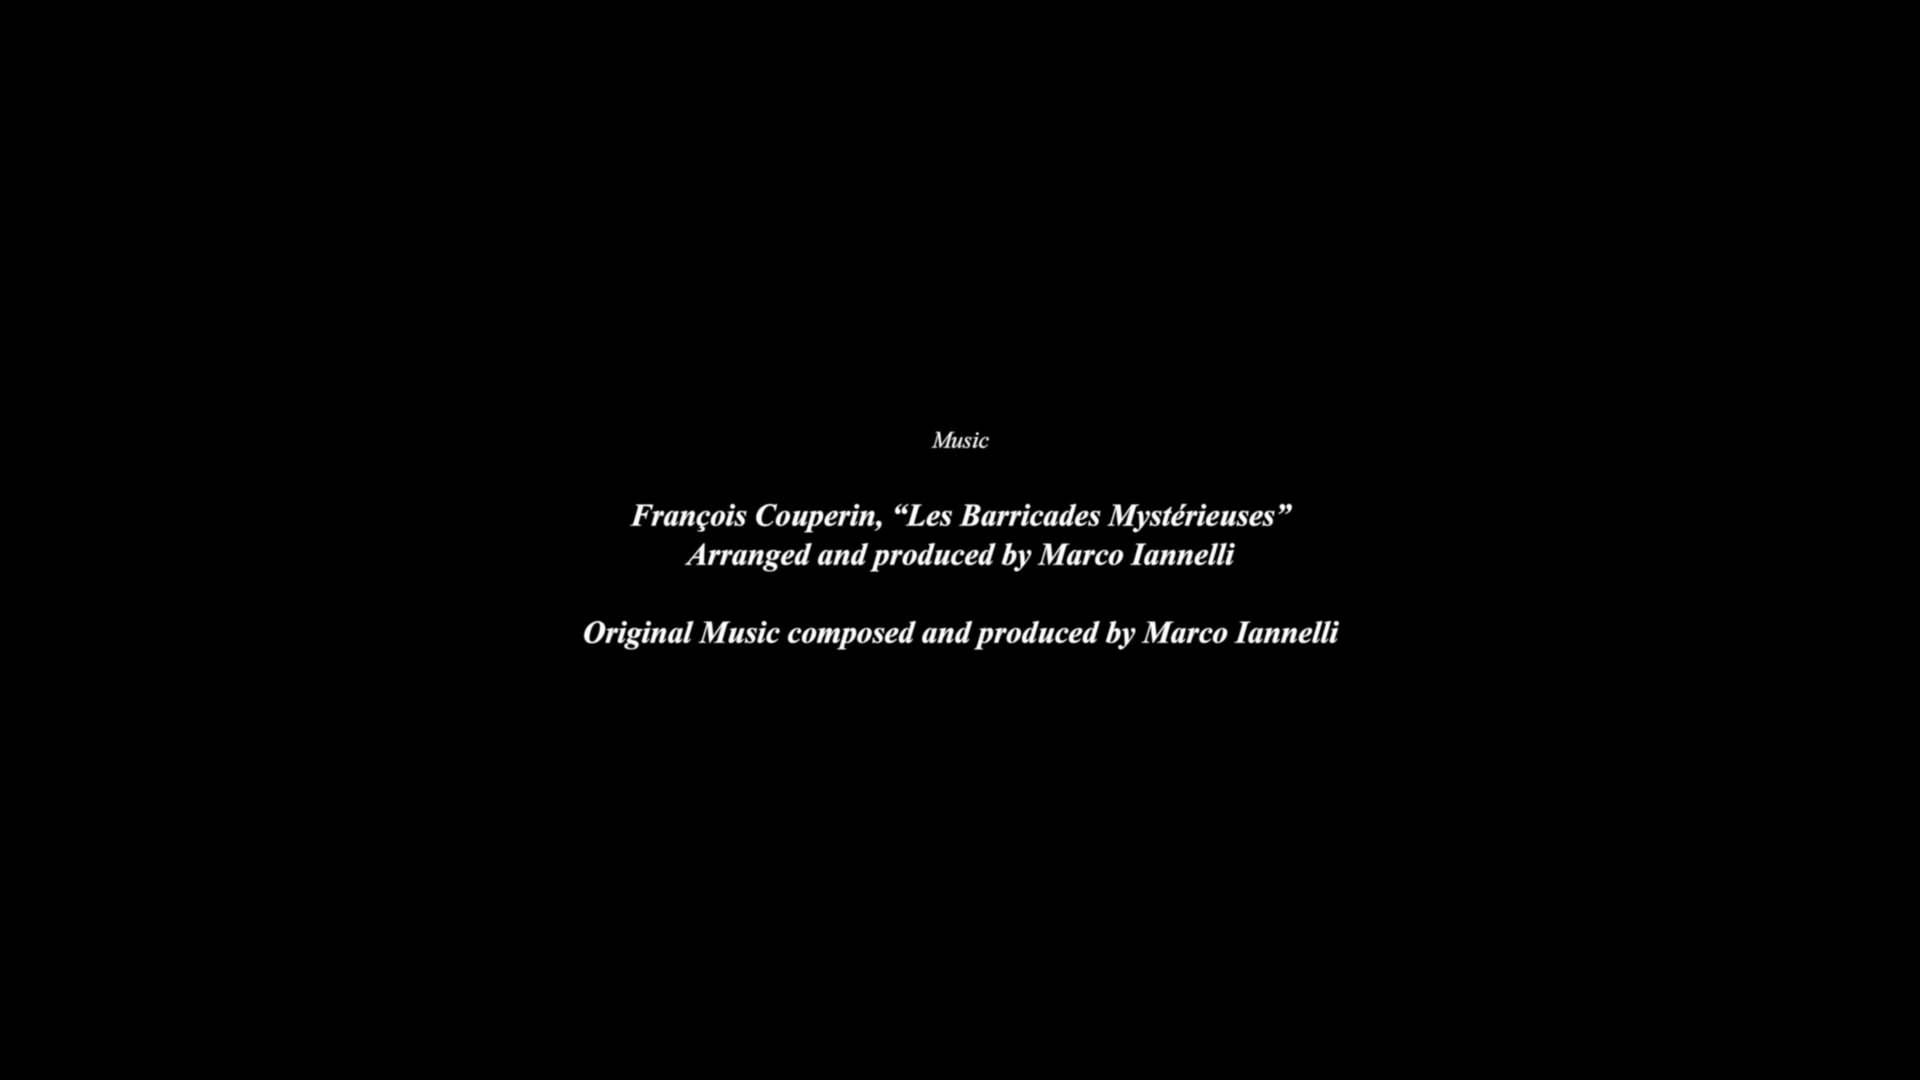 Music
François Couperin, “Les Barricades Mystérieuses”
Arranged and produced by Marco Iannelli
Original Music composed and produced by Marco Iannelli